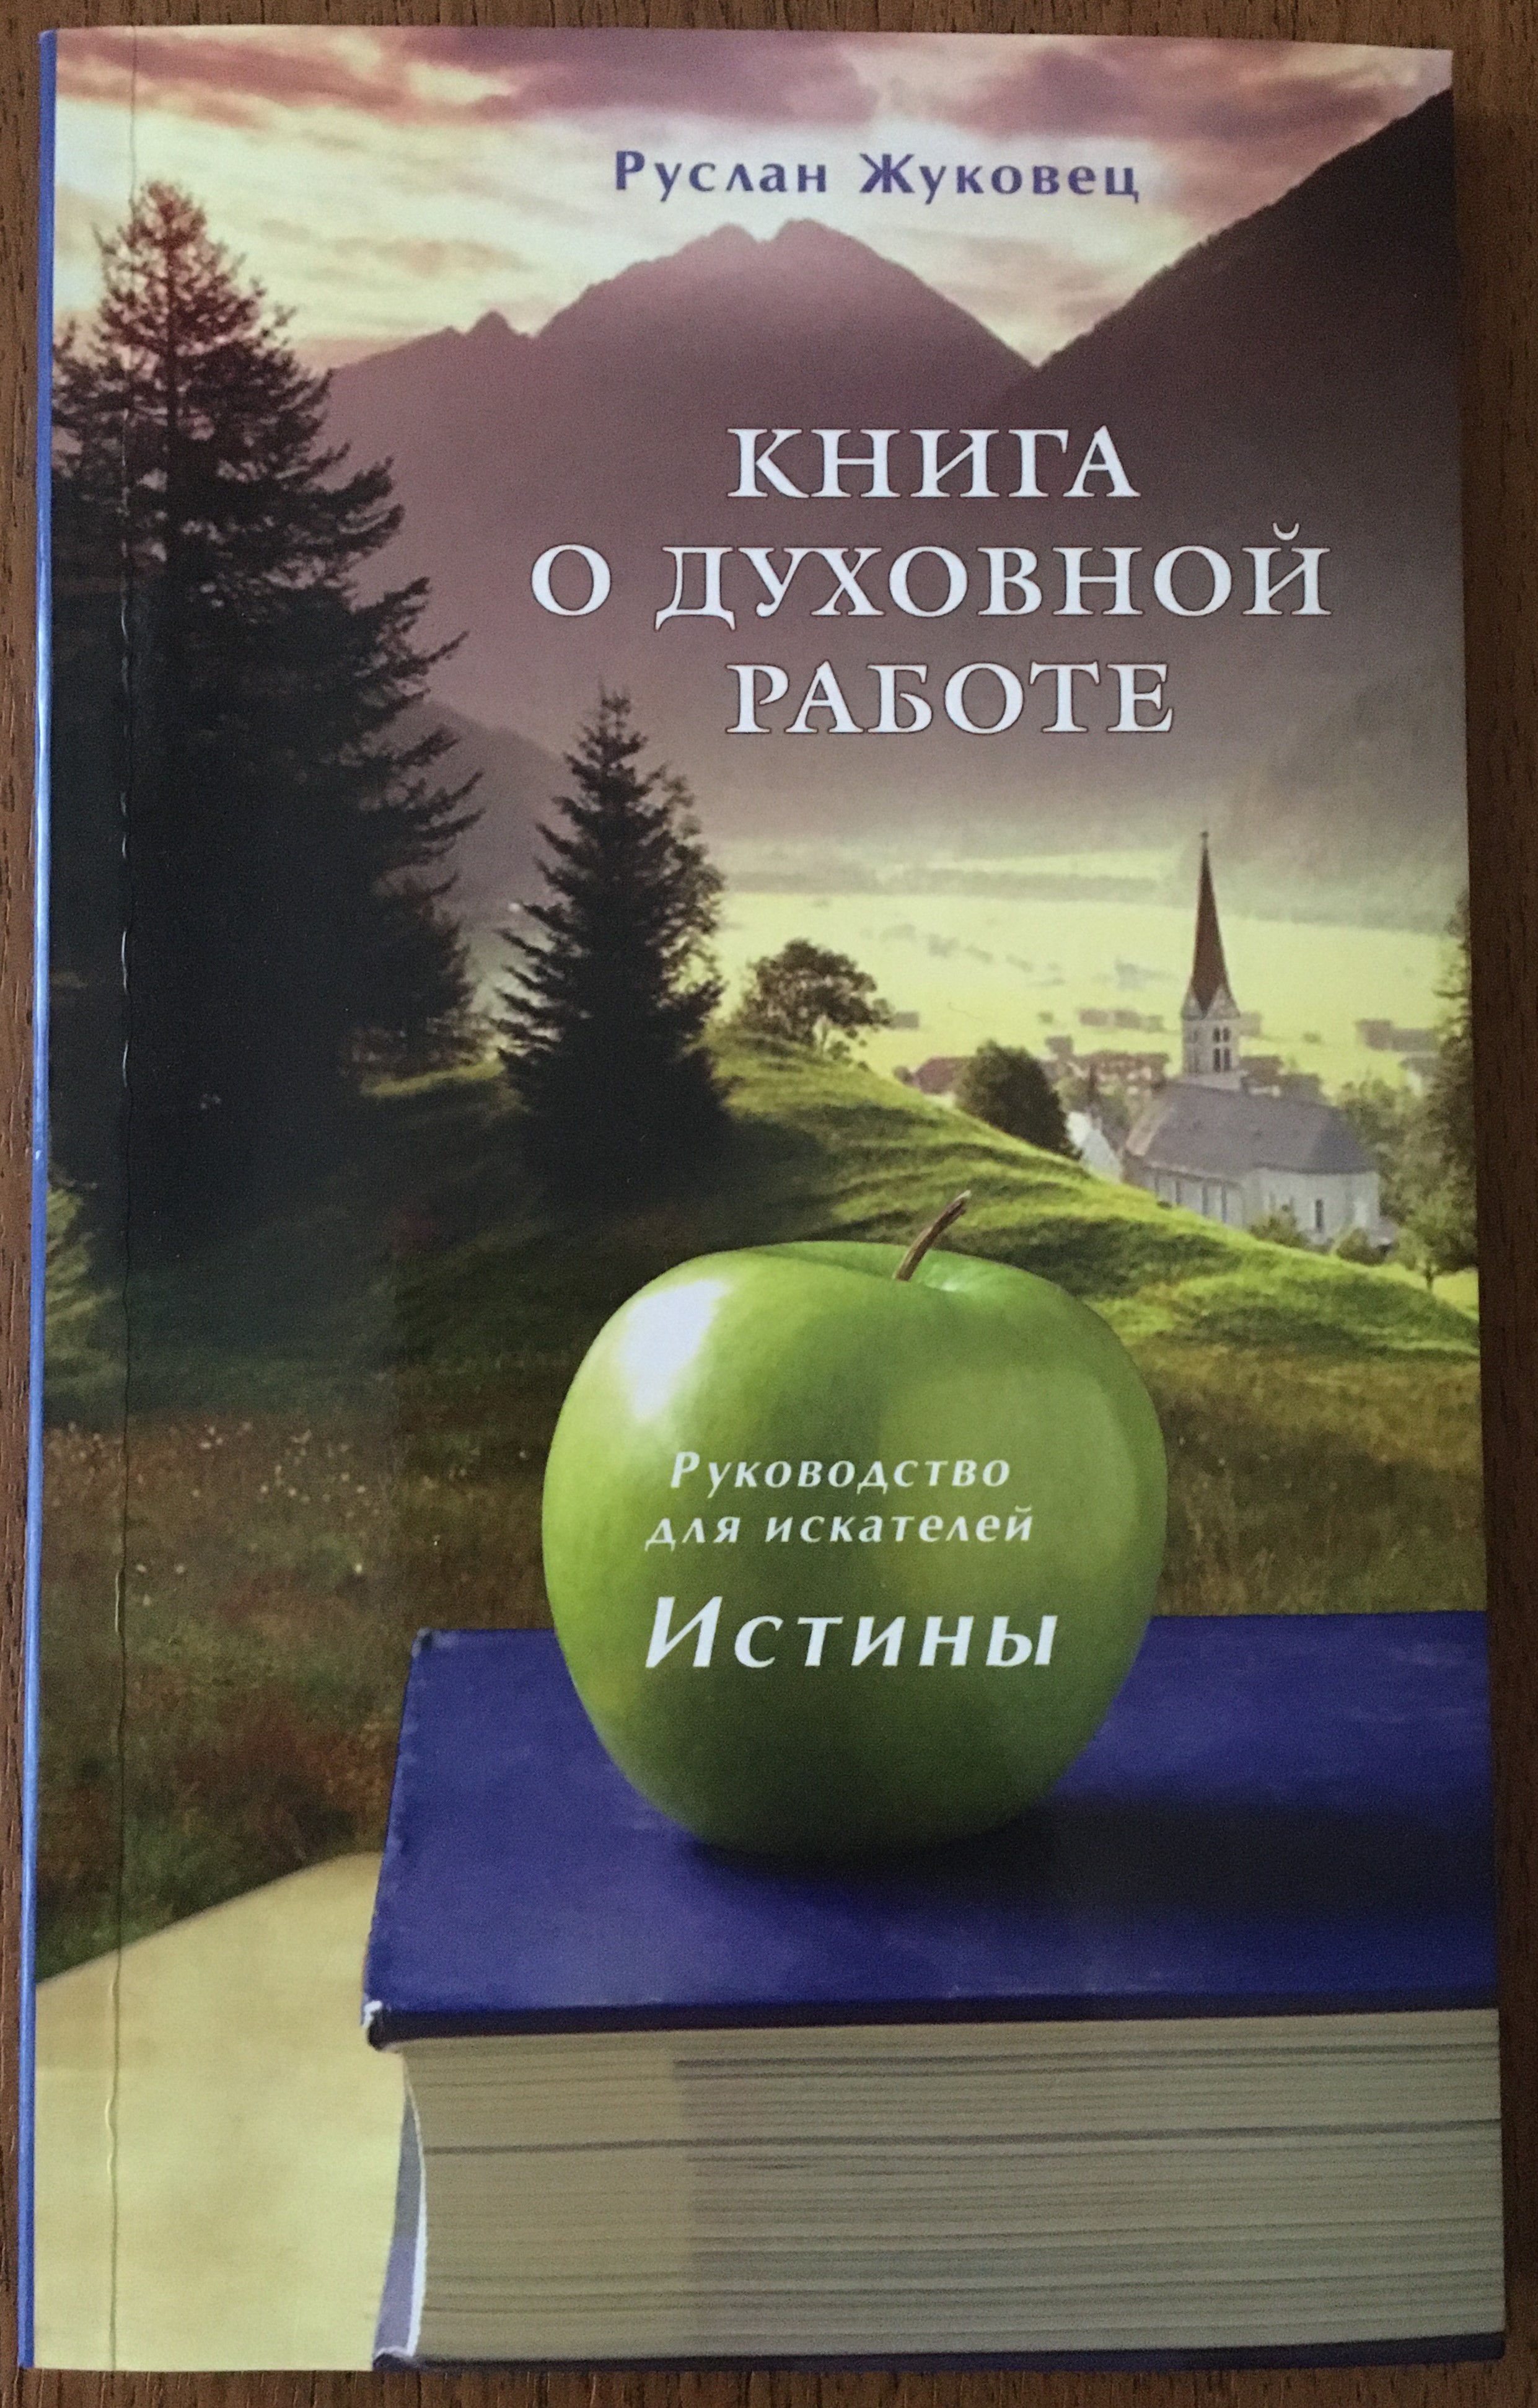 Руслан Жуковец
КНИГА
О ДУХОВНОЙ
РАБОТЕ
Руководство
для искателей
Истины